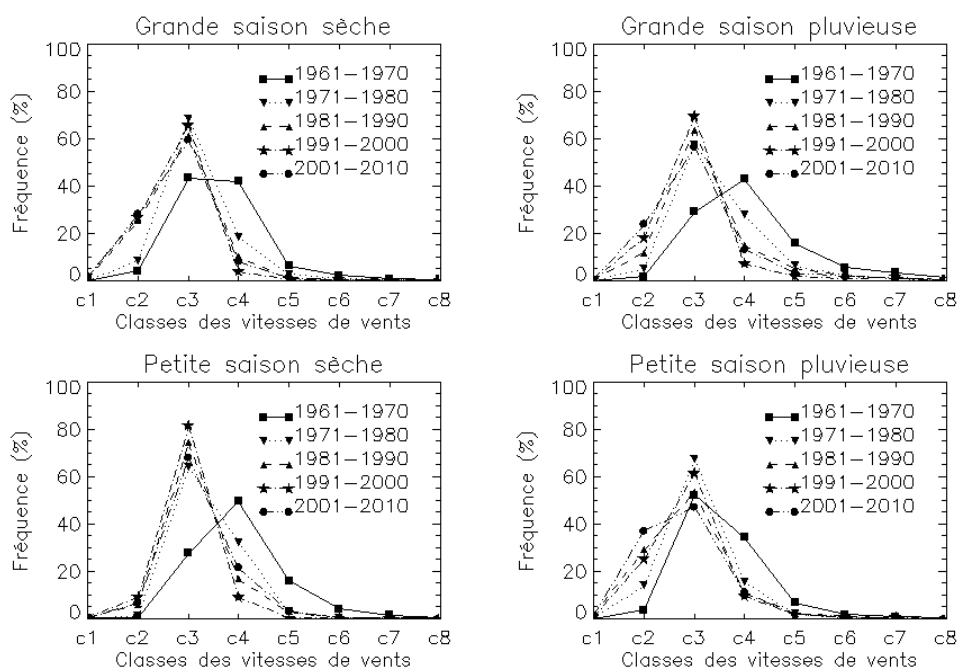 Grande saison sèche
Fréquence (%)
100
80
60
40
20
0
1961-1970
1971-1980
1981-1990
1991-2000
2001-2010
c1 c2 c3 c4 c5 c6 c7 c8
Classes des vitesses de vents
Grande saison pluvieuse
Fréquence (%)
100
80
60
40
20
0
1961-1970
1971-1980
1981-1990
1991-2000
2001-2010
c1 c2 c3 c4 c5 c6 c7 c8
Classes des vitesses de vents
Petite saison sèche
Fréquence (%)
100
80
60
40
20
0
1961-1970
1971-1980
1981-1990
1991-2000
2001-2010
c1 c2 c3 c4 c5 c6 c7 c8
Classes des vitesses de vents
Petite saison pluvieuse
Fréquence (%)
100
80
60
40
20
0
1961-1970
1971-1980
1981-1990
1991-2000
2001-2010
c1 c2 c3 c4 c5 c6 c7 c8
Classes des vitesses de vents